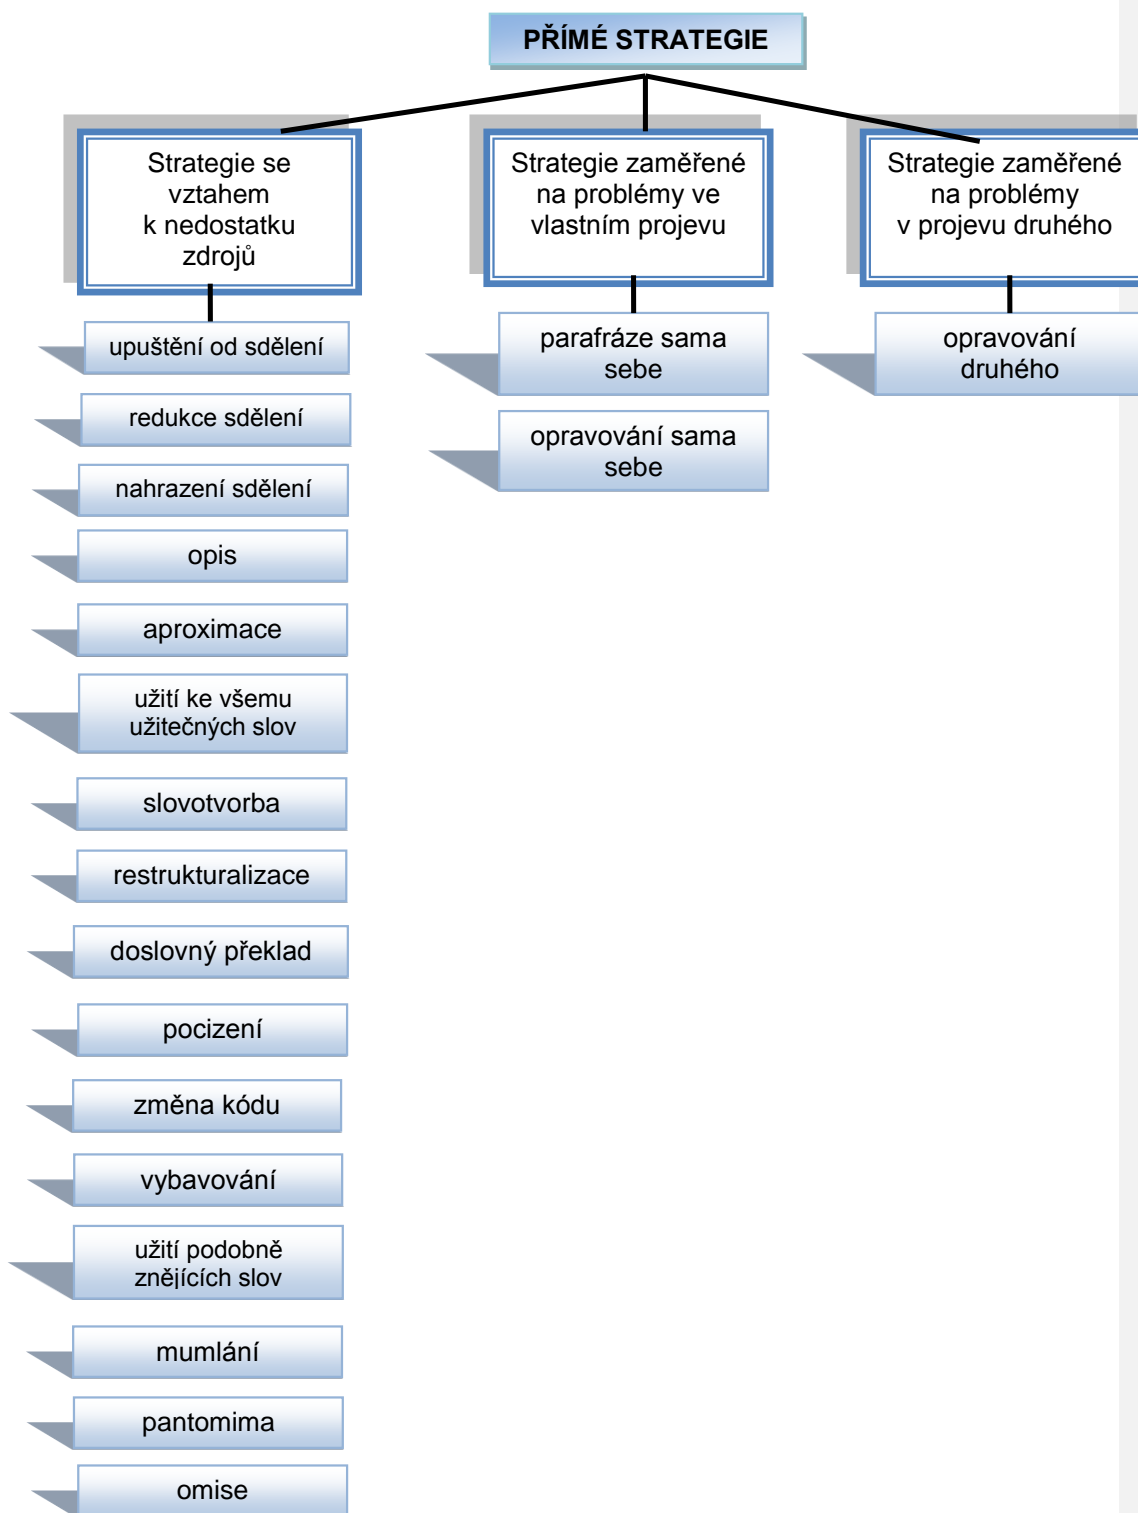 PŘÍMÉ STRATEGIE
Strategie se
vztahem
k nedostatku
zdrojů
Strategie zaměřené
na problémy ve
vlastním projevu
Strategie zaměřené
na problémy
v projevu druhého
upuštění od sdělení
redukce sdělení
nahrazení sdělení
opis
aproximace
užití ke všemu
užitečných slov
slovotvorba
restrukturalizace
doslovný překlad
pocizení
změna kódu
vybavování
užití podobně
znějících slov
mumlání
pantomima
omise
parafráze sama
sebe
opravování sama
sebe
opravování
druhého